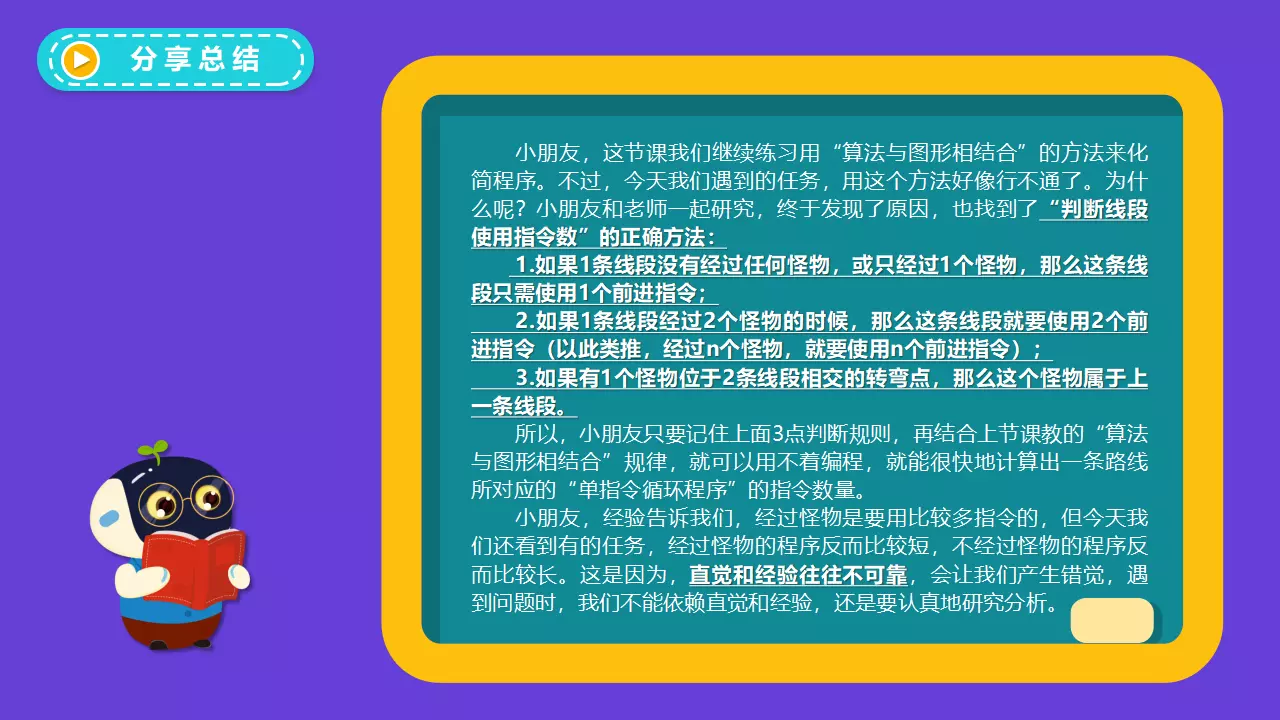 分享总结
小朋友，这节课我们继续练习用“算法与图形相结合”的方法来化
简程序。不过，今天我们遇到的任务，用这个方法好像行不通了。为什
么呢？小朋友和老师一起研究，终于发现了原因，也找到了“判断线段
使用指令数”的正确方法：
1.如果1条线段没有经过任何怪物，或只经过1个怪物，那么这条线
段只需使用1个前进指令；
2.如果1条线段经过2个怪物的时候，那么这条线段就要使用2个前
进指令（以此类推，经过n个怪物，就要使用n个前进指令）；
3.如果有1个怪物位于2条线段相交的转弯点，那么这个怪物属于上
一条线段。
所以，小朋友只要记住上面3点判断规则，再结合上节课教的“算法
与图形相结合”规律，就可以用不着编程，就能很快地计算出一条路线
所对应的“单指令循环程序”的指令数量。
小朋友，经验告诉我们，经过怪物是要用比较多指令的，但今天我
们还看到有的任务，经过怪物的程序反而比较短，不经过怪物的程序反
而比较长。这是因为，直觉和经验往往不可靠，会让我们产生错觉，遇
到问题时，我们不能依赖直觉和经验，还是要认真地研究分析。